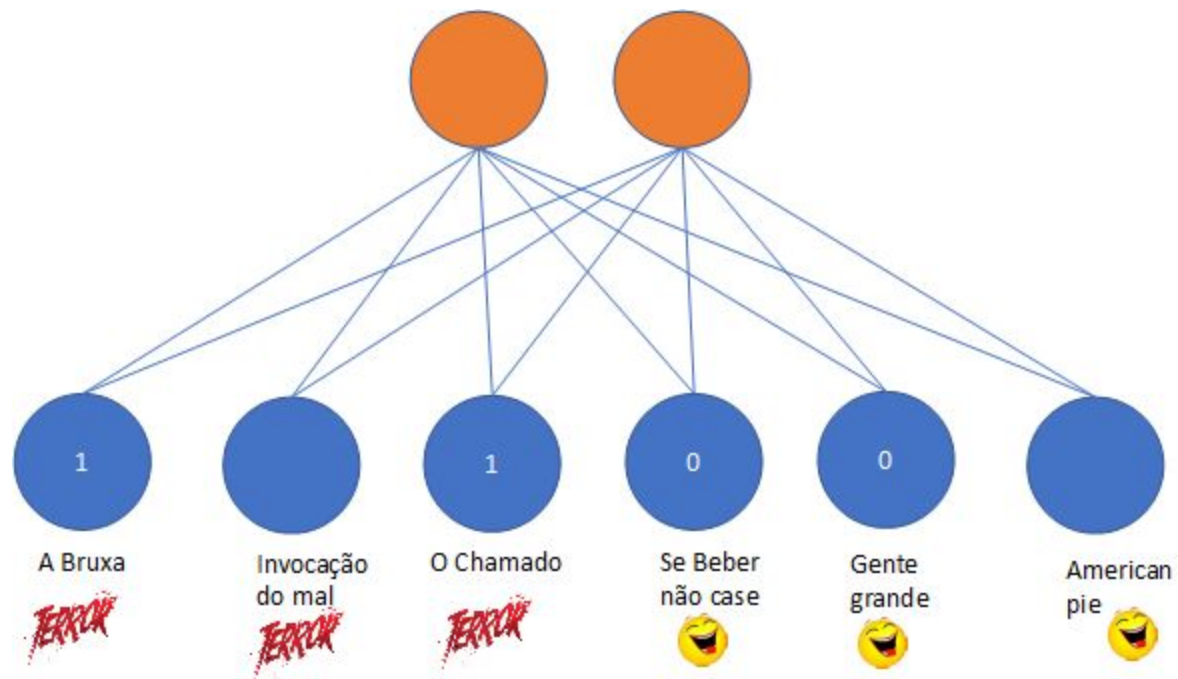 1
1
0
0
A Bruxa
Invocação
do mal
O Chamado
Se Beber
não case
Gente
grande
American
pie
TERROR
TERROR
TERROR